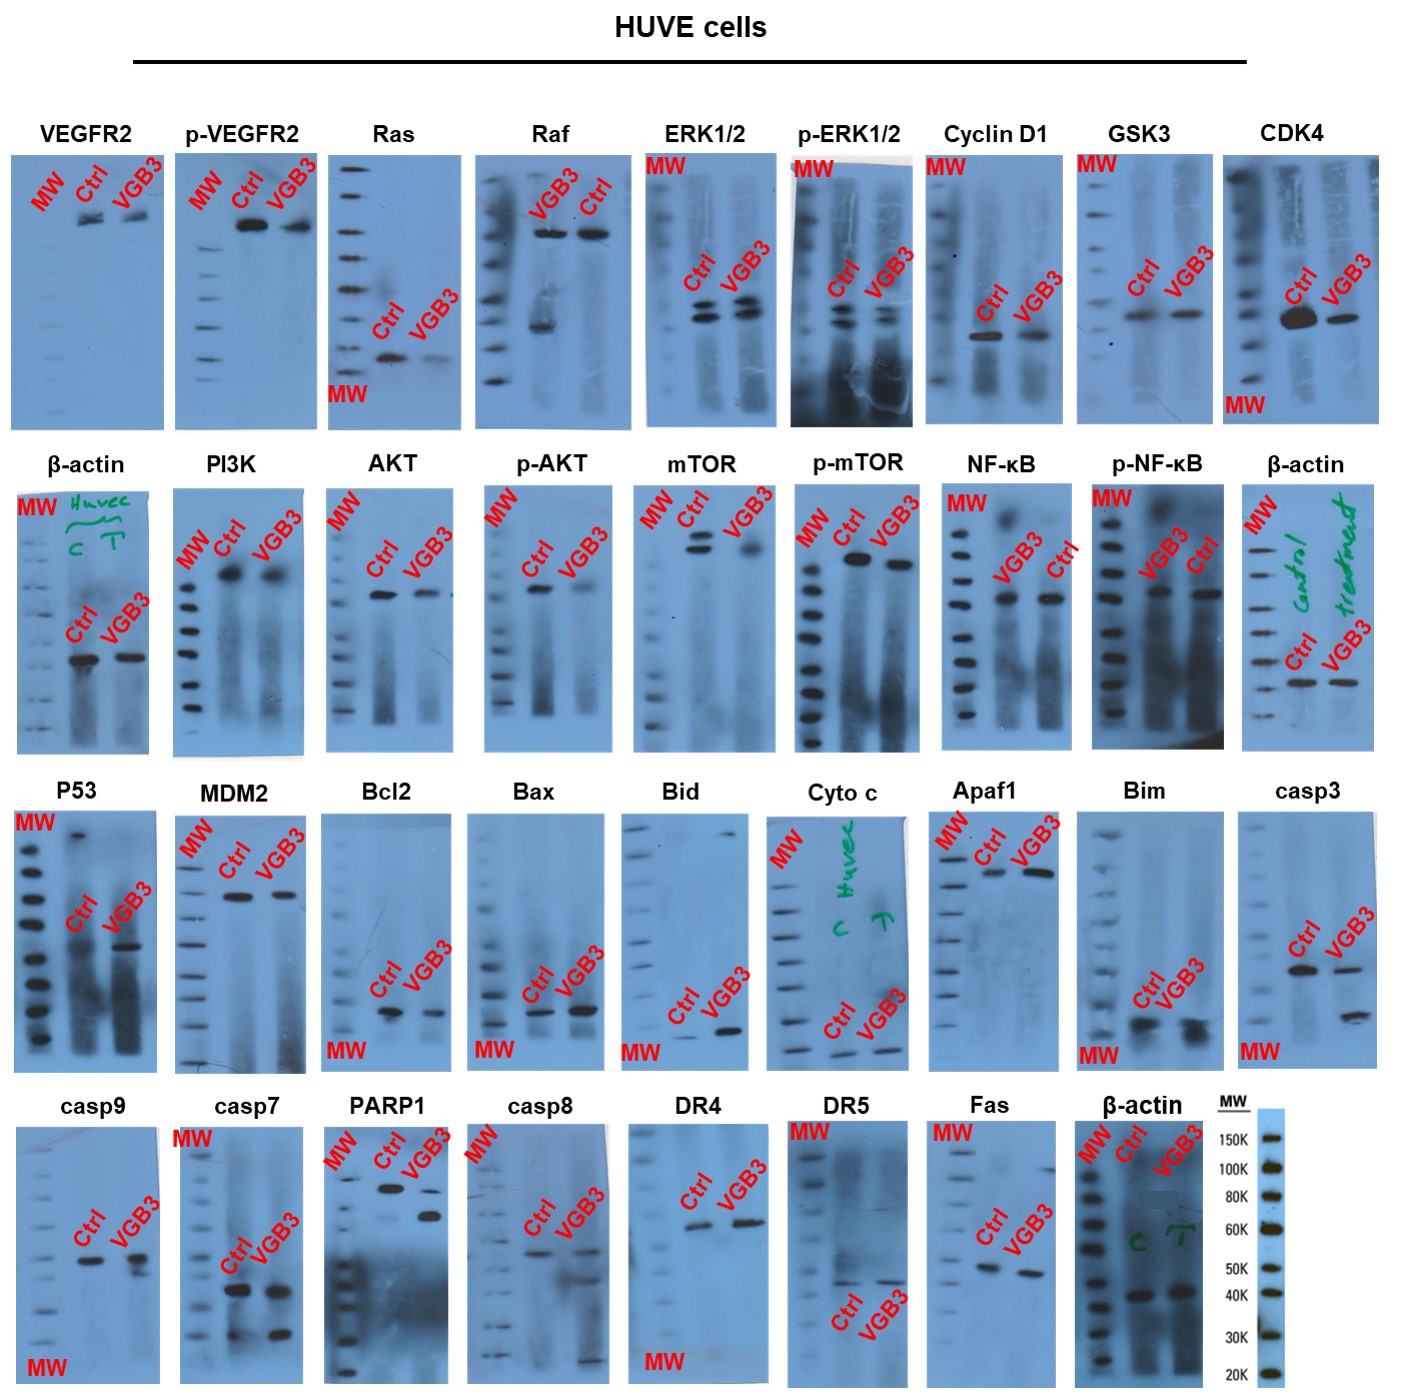 HUVE cells
VEGFR2 p-VEGFR2 Ras Raf ERK1/2 p-ERK1/2 Cyclin D1 GSK3 CDK4
MW Ctrl VGB3
MW Ctrl VGB3
Ctrl VGB3 MW
VGB3 Ctrl
MW Ctrl VGB3
MW Ctrl VGB3
MW Ctrl VGB3
MW Ctrl VGB3
Ctrl VGB3 MW
β-actin PI3K AKT p-AKT mTOR p-mTOR NF-κB p-NF-κB β-actin
MW Huvec
C T
Ctrl VGB3
MW Ctrl VGB3
MW Ctrl VGB3
MW Ctrl VGB3
MW Ctrl VGB3
MW Ctrl VGB3
MW VGB3 Ctrl
MW VGB3 Ctrl
MW control treatment
Ctrl VGB3
P53 MDM2 Bcl2 Bax Bid Cyto c Apaf1 Bim casp3
MW Ctrl VGB3
MW Ctrl VGB3
Ctrl VGB3 MW
Ctrl VGB3 MW
Ctrl VGB3 MW
MW Huvec
C T
Ctrl VGB3
MW Ctrl VGB3
Ctrl VGB3 MW
Ctrl VGB3 MW
casp9 casp7 PARP1 casp8 DR4 DR5 Fas β-actin MW
Ctrl VGB3 MW
MW Ctrl VGB3
MW Ctrl VGB3
MW Ctrl VGB3
Ctrl VGB3 MW
MW Ctrl VGB3
MW Ctrl VGB3
MW Ctrl VGB3
C T
150K
100K
80K
60K
50K
40K
30K
20K